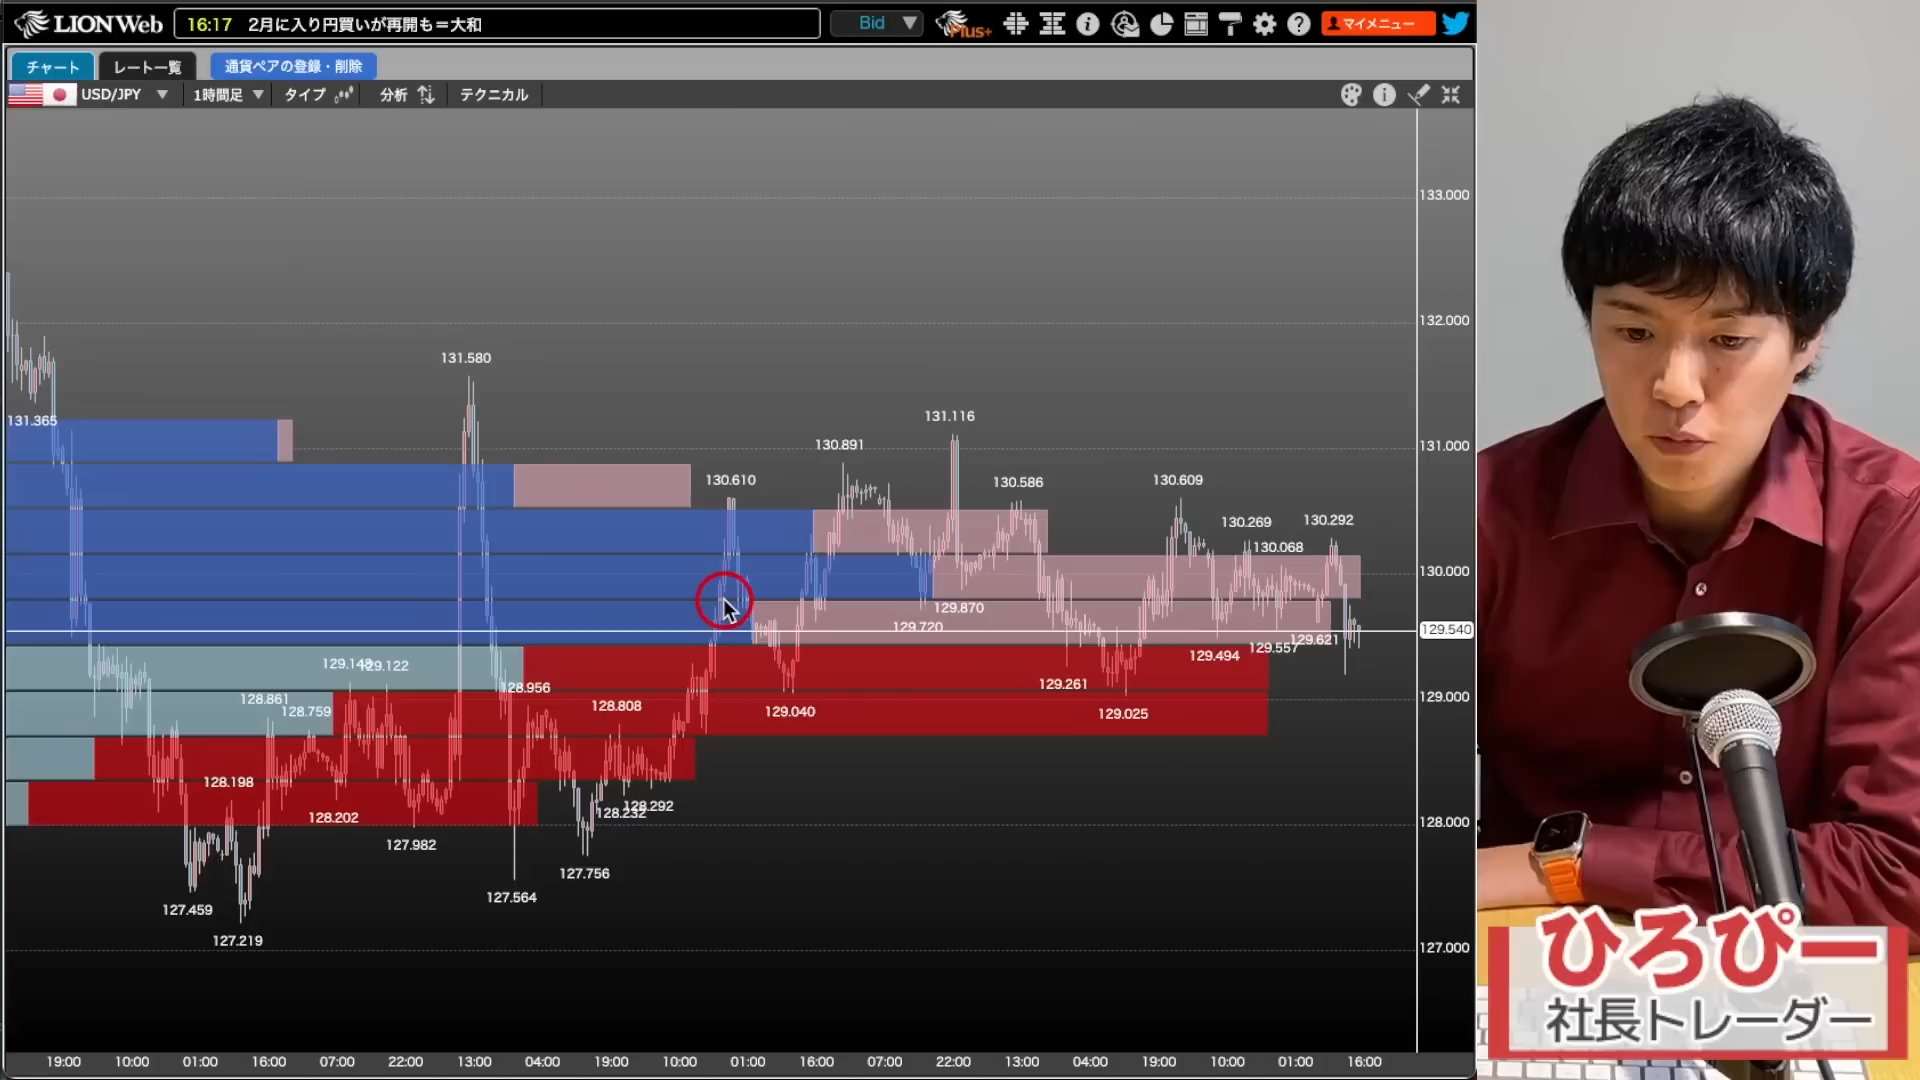 LION Web
16:17 2月に入り円買いが再開も＝大和
Bid
Plus+
マイメニュー
チャート
レート一覧
通貨ペアの登録・削除
USD/JPY
1時間足
タイプ
分析
テクニカル
133.000
132.000
131.580
131.116
131.365
131.000
130.891
130.610
130.586
130.609
130.269
130.292
130.068
130.000
129.870
129.720
129.540
129.621
129.557
129.494
129.148
129.122
128.956
129.261
128.861
128.759
128.808
129.040
129.025
129.000
128.198
128.292
128.232
128.202
128.000
127.982
127.756
127.564
127.459
127.219
127.000
19:00 10:00 01:00 16:00 07:00 22:00 13:00 04:00 19:00 10:00 01:00 16:00 07:00 22:00 13:00 04:00 19:00 10:00 01:00 16:00
ひろぴー
社長トレーダー